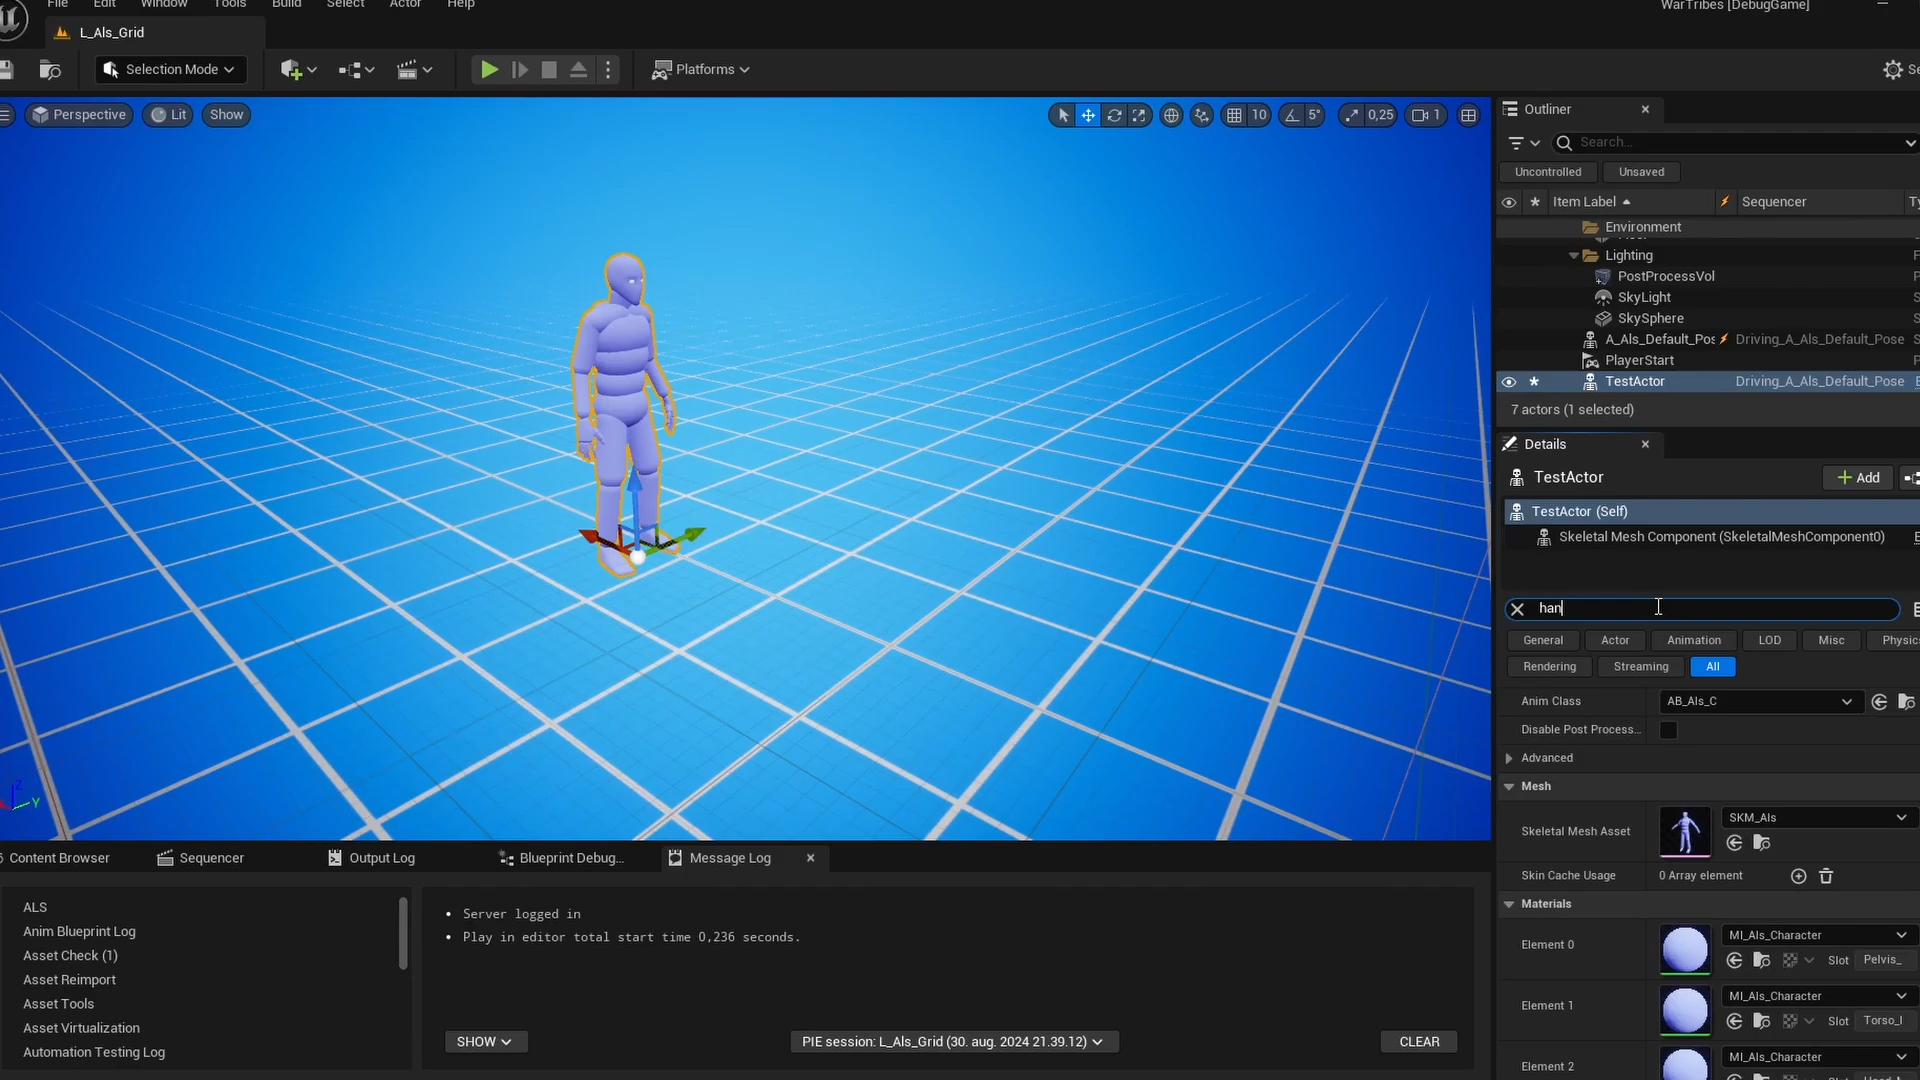 File Edit Window Tools Build Select Actor Help
WarTribes [DebugGame]
L_Als_Grid
Selection Mode
Platforms
Perspective Lit Show
10 5° 0,25 1
Outliner
Search...
Uncontrolled Unsaved
Item Label Sequencer
Environment
Lighting
PostProcessVol
SkyLight
SkySphere
A_Als_Default_Pos Driving_A_Als_Default_Pose
PlayerStart
TestActor Driving_A_Als_Default_Pose
7 actors (1 selected)
Details
TestActor
Add
TestActor (Self)
Skeletal Mesh Component (SkeletalMeshComponent0)
han
General Actor Animation LOD Misc Physic
Rendering Streaming All
Anim Class AB_Als_C
Disable Post Process...
Advanced
Mesh
Skeletal Mesh Asset SKM_Als
Skin Cache Usage 0 Array element
Materials
Element 0 MI_Als_Character
Slot Pelvis_
Element 1 MI_Als_Character
Slot Torso_l
Element 2 MI_Als_Character
Z
Y
Content Browser Sequencer Output Log Blueprint Debug... Message Log
ALS
Anim Blueprint Log
Asset Check (1)
Asset Reimport
Asset Tools
Asset Virtualization
Automation Testing Log
• Server logged in
• Play in editor total start time 0,236 seconds.
SHOW
PIE session: L_Als_Grid (30. aug. 2024 21.39.12)
CLEAR